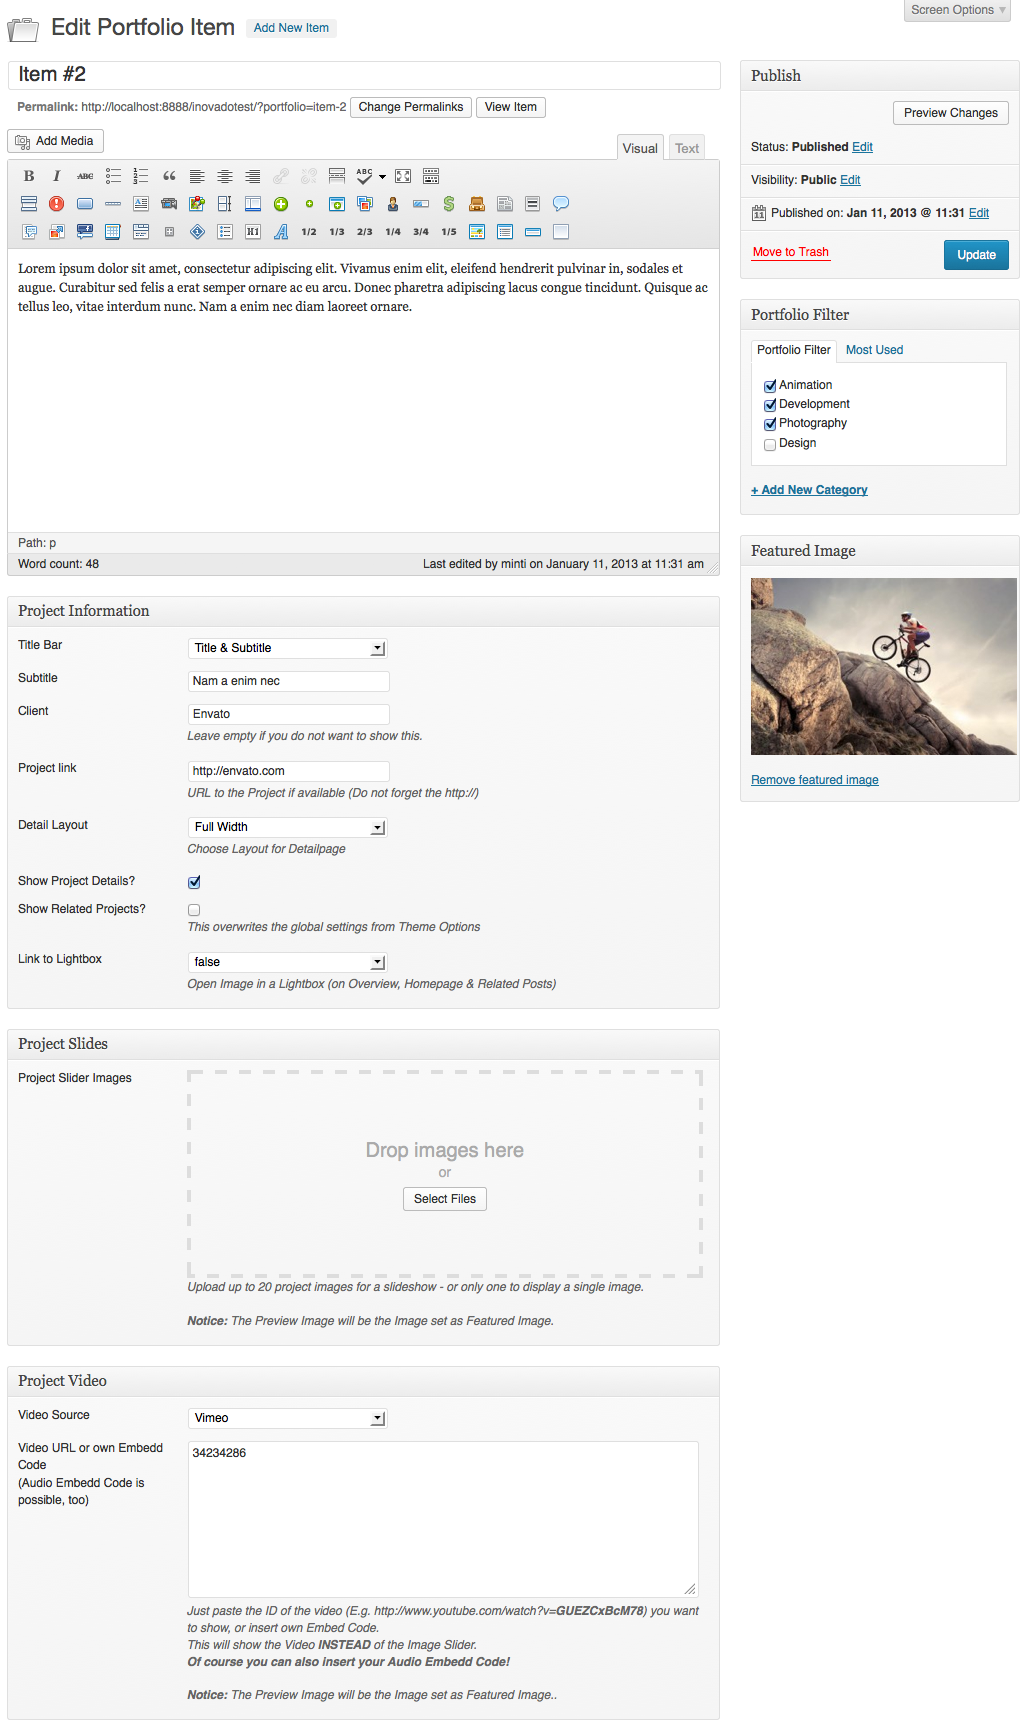 Screen Options
Edit Portfolio Item Add New Item
Item #2
Permalink: http://localhost:8888/inovadotest/?portfolio=item-2 Change Permalinks View Item
Add Media
Visual Text
B I ABC ABC
H1 A 1/2 1/3 2/3 1/4 3/4 1/5
Lorem ipsum dolor sit amet, consectetur adipiscing elit. Vivamus enim elit, eleifend hendrerit pulvinar in, sodales et
augue. Curabitur sed felis a erat semper ornare ac eu arcu. Donec pharetra adipiscing lacus congue tincidunt. Quisque ac
tellus leo, vitae interdum nunc. Nam a enim nec diam laoreet ornare.
Path: p
Word count: 48 Last edited by minti on January 11, 2013 at 11:31 am
Project Information
Title Bar Title & Subtitle
Subtitle Nam a enim nec
Client Envato
Leave empty if you do not want to show this.
Project link http://envato.com
URL to the Project if available (Do not forget the http://)
Detail Layout Full Width
Choose Layout for Detailpage
Show Project Details?
Show Related Projects?
This overwrites the global settings from Theme Options
Link to Lightbox false
Open Image in a Lightbox (on Overview, Homepage & Related Posts)
Project Slides
Project Slider Images
Drop images here
or
Select Files
Upload up to 20 project images for a slideshow - or only one to display a single image.
Notice: The Preview Image will be the Image set as Featured Image.
Project Video
Video Source Vimeo
Video URL or own Embedd
Code
(Audio Embedd Code is
possible, too)
34234286
Just paste the ID of the video (E.g. http://www.youtube.com/watch?v=GUEZCxBcM78) you want
to show, or insert own Embed Code.
This will show the Video INSTEAD of the Image Slider.
Of course you can also insert your Audio Embedd Code!
Notice: The Preview Image will be the Image set as Featured Image..
Publish
Preview Changes
Status: Published Edit
Visibility: Public Edit
11 Published on: Jan 11, 2013 @ 11:31 Edit
Move to Trash Update
Portfolio Filter
Portfolio Filter Most Used
Animation
Development
Photography
Design
+ Add New Category
Featured Image
Remove featured image